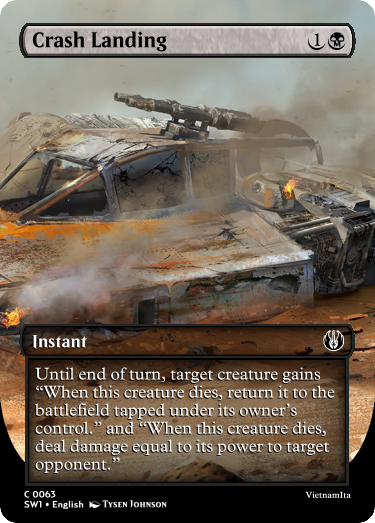 Crash Landing 1
Instant
Until end of turn, target creature gains
“When this creature dies, return it to the
battlefield tapped under its owner's
control.” and “When this creature dies,
deal damage equal to its power to target
opponent.”
C 0063
SW1 • English Tysen Johnson
VietnamIta